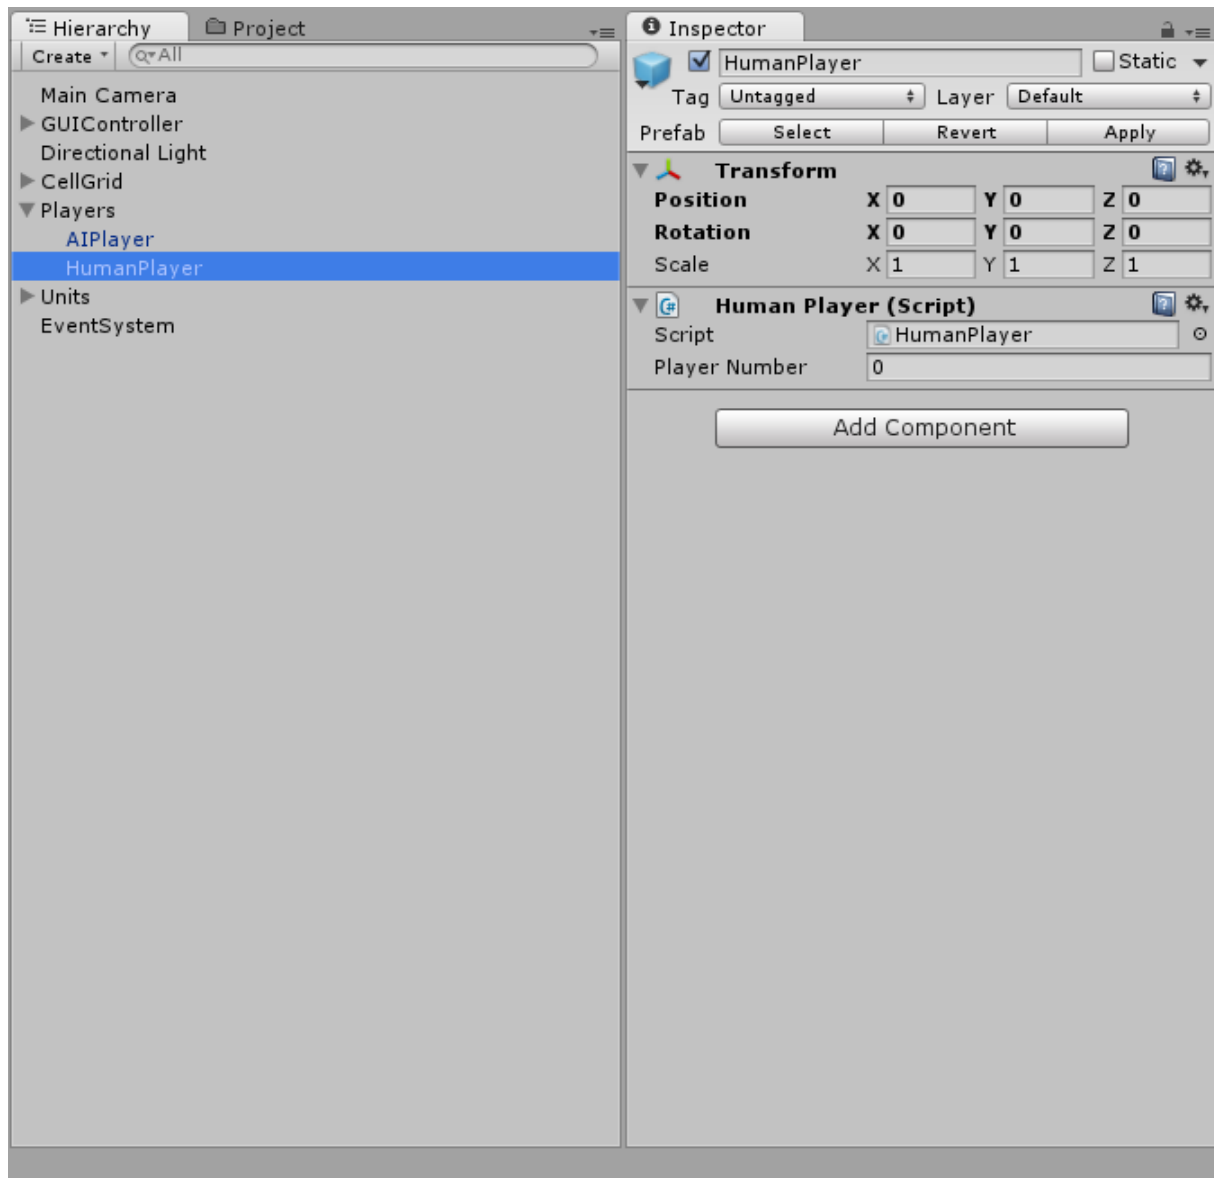 Hierarchy
Project
Create
All
Main Camera
GUIController
Directional Light
CellGrid
Players
AIPlayer
HumanPlayer
Units
EventSystem
Inspector
HumanPlayer
Static
Tag Untagged Layer Default
Prefab Select Revert Apply
Transform
Position X 0 Y 0 Z 0
Rotation X 0 Y 0 Z 0
Scale X 1 Y 1 Z 1
Human Player (Script)
Script HumanPlayer
Player Number 0
Add Component